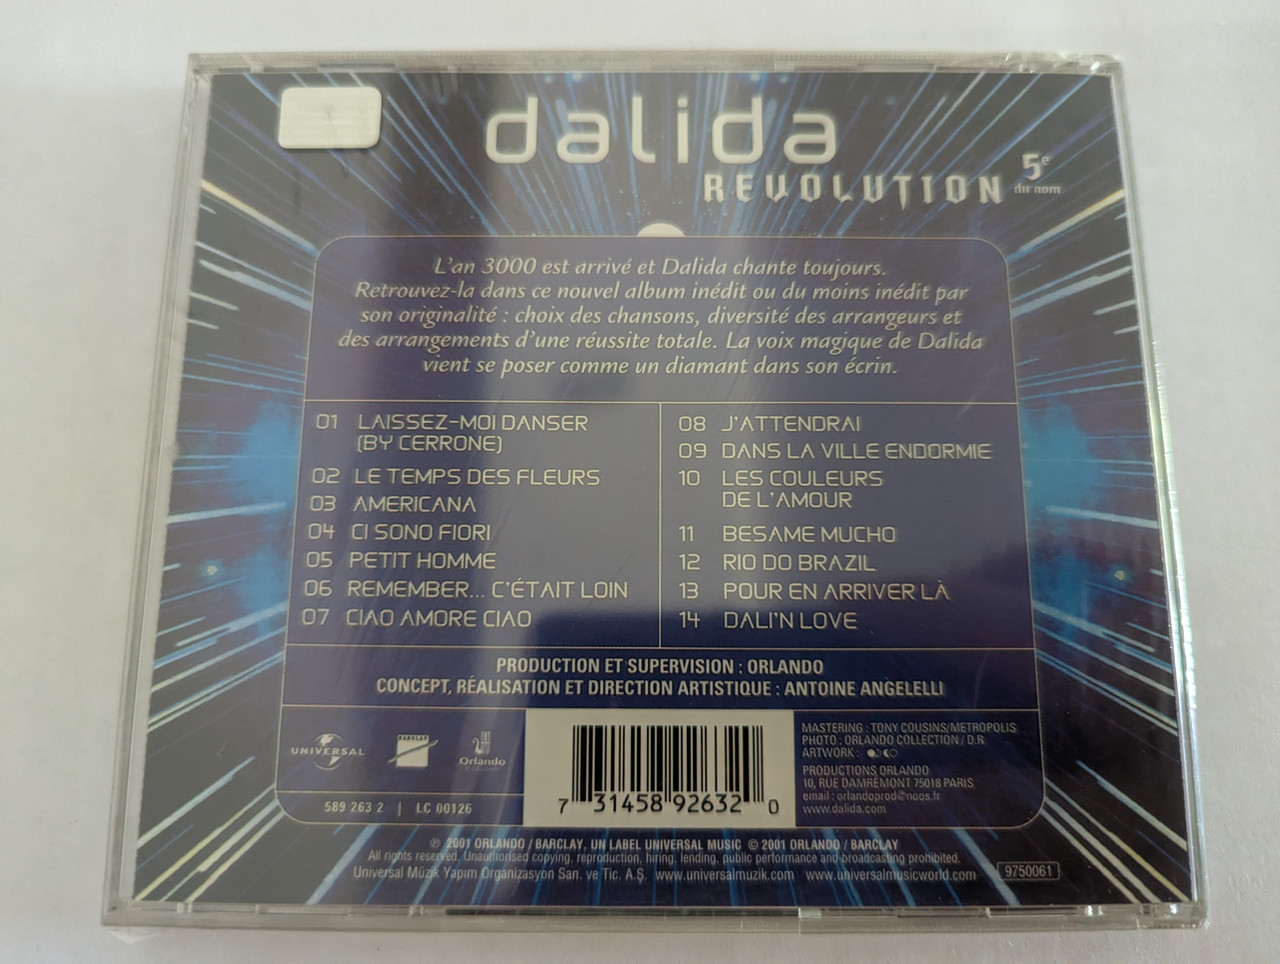 dalida
REVOLUTION
5e
du nom
L'an 3000 est arrivé et Dalida chante toujours.
Retrouvez-la dans ce nouvel album inédit ou du moins inédit par
son originalité : choix des chansons, diversité des arrangeurs et
des arrangements d'une réussite totale. La voix magique de Dalida
vient se poser comme un diamant dans son écrin.
01 LAISSEZ-MOI DANSER
(BY CERRONE)
02 LE TEMPS DES FLEURS
03 AMERICANA
04 CI SONO FIORI
05 PETIT HOMME
06 REMEMBER... C'ÉTAIT LOIN
07 CIAO AMORE CIAO
08 J'ATTENDRAI
09 DANS LA VILLE ENDORMIE
10 LES COULEURS
DE L'AMOUR
11 BESAME MUCHO
12 RIO DO BRAZIL
13 POUR EN ARRIVER LÀ
14 DALI'N LOVE
PRODUCTION ET SUPERVISION : ORLANDO
CONCEPT, RÉALISATION ET DIRECTION ARTISTIQUE : ANTOINE ANGELELLI
UNIVERSAL
BARCLAY
Orlando
589 263 2 | LC 00126
7 31458 92632 0
MASTERING : TONY COUSINS/METROPOLIS
PHOTO : ORLANDO COLLECTION / D.R.
ARTWORK :
PRODUCTIONS ORLANDO
10, RUE DAMRÉMONT 75018 PARIS
email : orlandoprod@noos.fr
www.dalida.com
℗ 2001 ORLANDO / BARCLAY, UN LABEL UNIVERSAL MUSIC © 2001 ORLANDO / BARCLAY
All rights reserved. Unauthorised copying, reproduction, hiring, lending, public performance and broadcasting prohibited.
Universal Müzik Yapım Organizasyon San. ve Tic. A.Ş. www.universalmuzik.com www.universalmusicworld.com
9750061